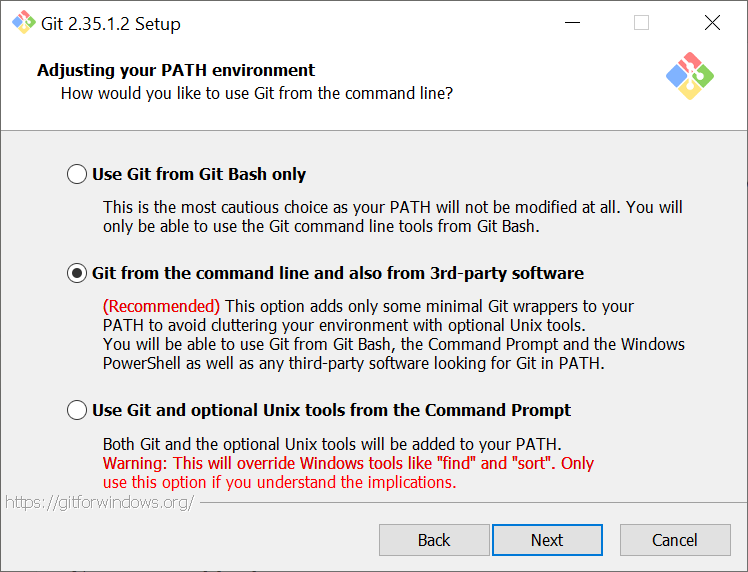 Git 2.35.1.2 Setup
Adjusting your PATH environment
How would you like to use Git from the command line?
Use Git from Git Bash only
This is the most cautious choice as your PATH will not be modified at all. You will
only be able to use the Git command line tools from Git Bash.
Git from the command line and also from 3rd-party software
(Recommended) This option adds only some minimal Git wrappers to your
PATH to avoid cluttering your environment with optional Unix tools.
You will be able to use Git from Git Bash, the Command Prompt and the Windows
PowerShell as well as any third-party software looking for Git in PATH.
Use Git and optional Unix tools from the Command Prompt
Both Git and the optional Unix tools will be added to your PATH.
Warning: This will override Windows tools like "find" and "sort". Only
use this option if you understand the implications.
https://gitforwindows.org/
Back
Next
Cancel